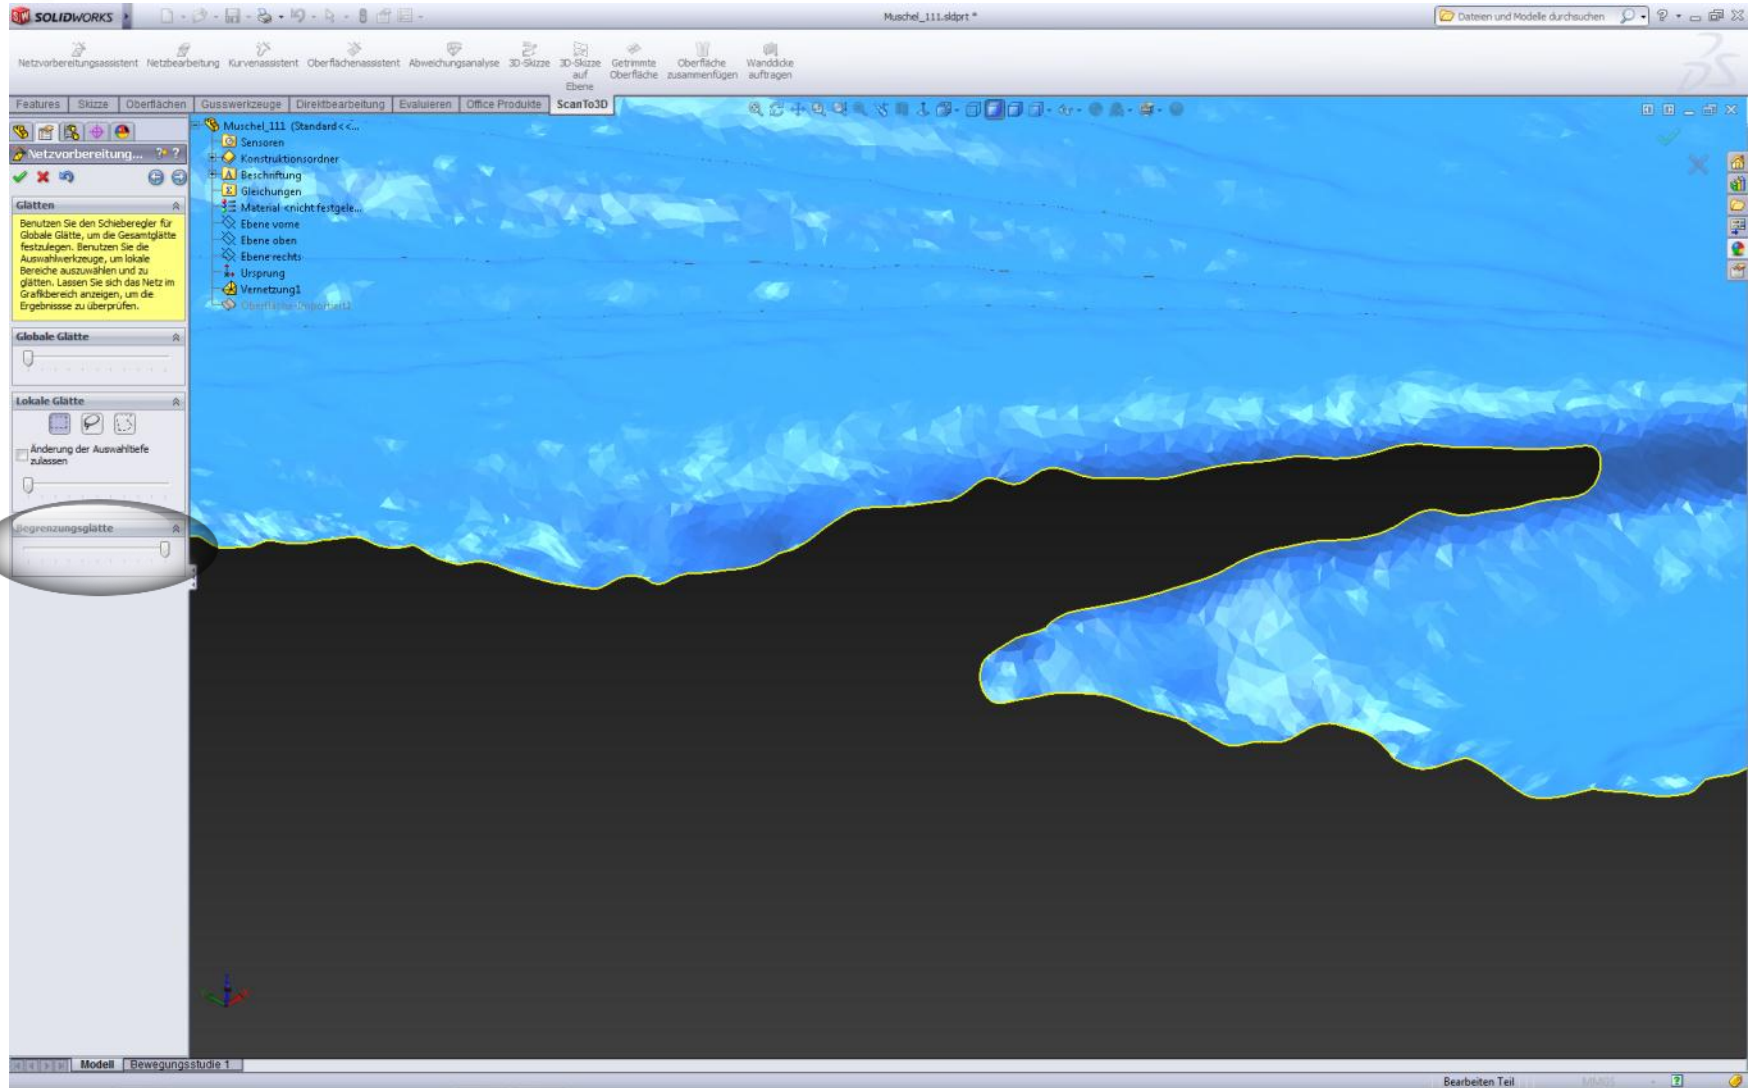 SOLIDWORKS
Muschel_111.sldprt *
Dateien und Modelle durchsuchen
Netzvorbereitungsassistent
Netzbearbeitung
Kurvenassistent
Oberflächenassistent
Abweichungsanalyse
3D-Skizze
3D-Skizze
auf
Ebene
Getrimmte
Oberfläche
Oberfläche
zusammenfügen
Wanddicke
auftragen
Features
Skizze
Oberflächen
Gusswerkzeuge
Direktbearbeitung
Evaluieren
Office Produkte
ScanTo3D
Netzvorbereitung...
Glätten
Benutzen Sie den Schieberegler für
Globale Glätte, um die Gesamtglätte
festzulegen. Benutzen Sie die
Auswahlwerkzeuge, um lokale
Bereiche auszuwählen und zu
glätten. Lassen Sie sich das Netz im
Grafikbereich anzeigen, um die
Ergebnissse zu überprüfen.
Globale Glätte
Lokale Glätte
Änderung der Auswahltiefe
zulassen
Begrenzungsglätte
Muschel_111 (Standard<<...
Sensoren
Konstruktionsordner
Beschriftung
Gleichungen
Material <nicht festgele...
Ebene vorne
Ebene oben
Ebene rechts
Ursprung
Vernetzung1
Oberfläche-Importiert1
Modell
Bewegungsstudie 1
Bearbeiten Teil
MMGS